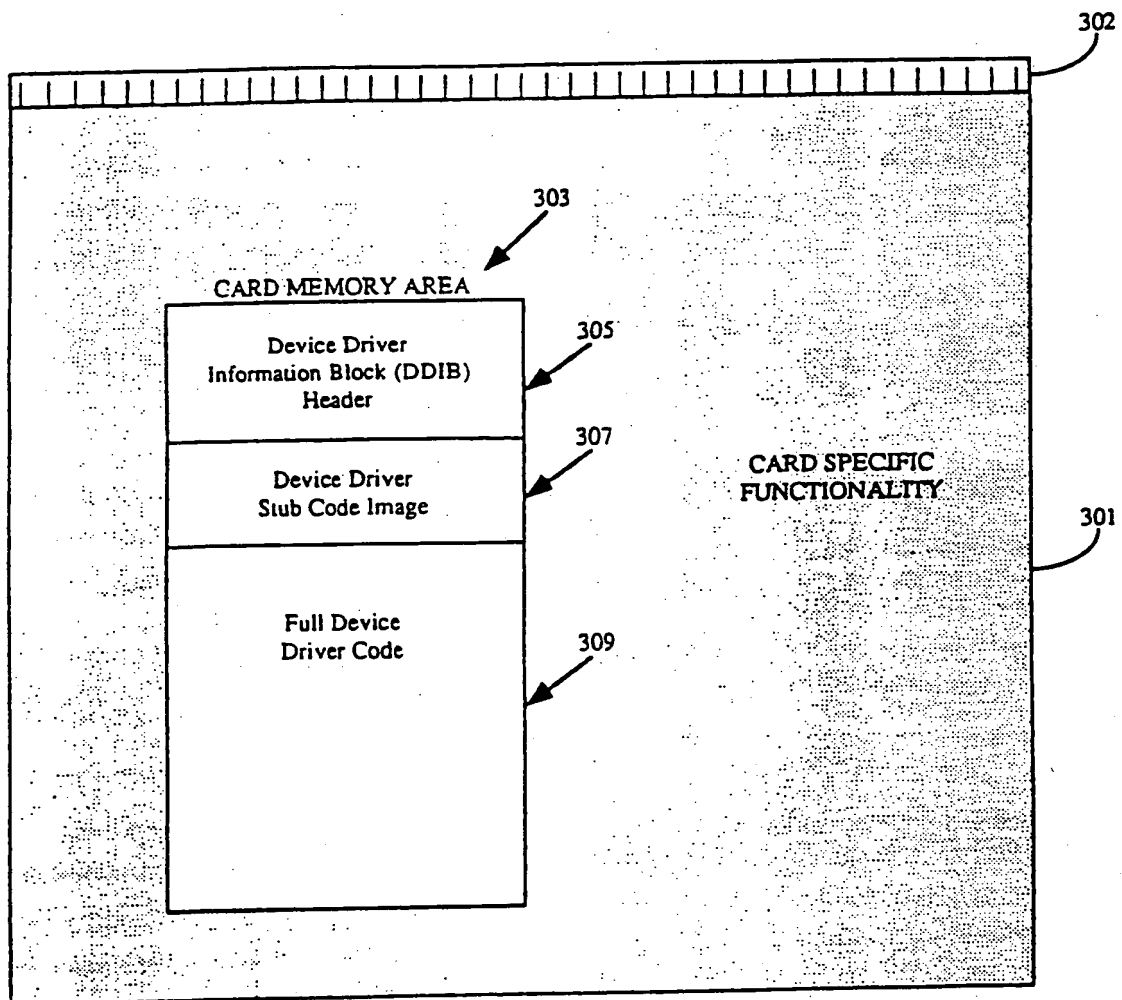 302
303
CARD MEMORY AREA
Device Driver
Information Block (DDIB)
Header
305
Device Driver
Stub Code Image
307
CARD SPECIFIC
FUNCTIONALITY
301
Full Device
Driver Code
309